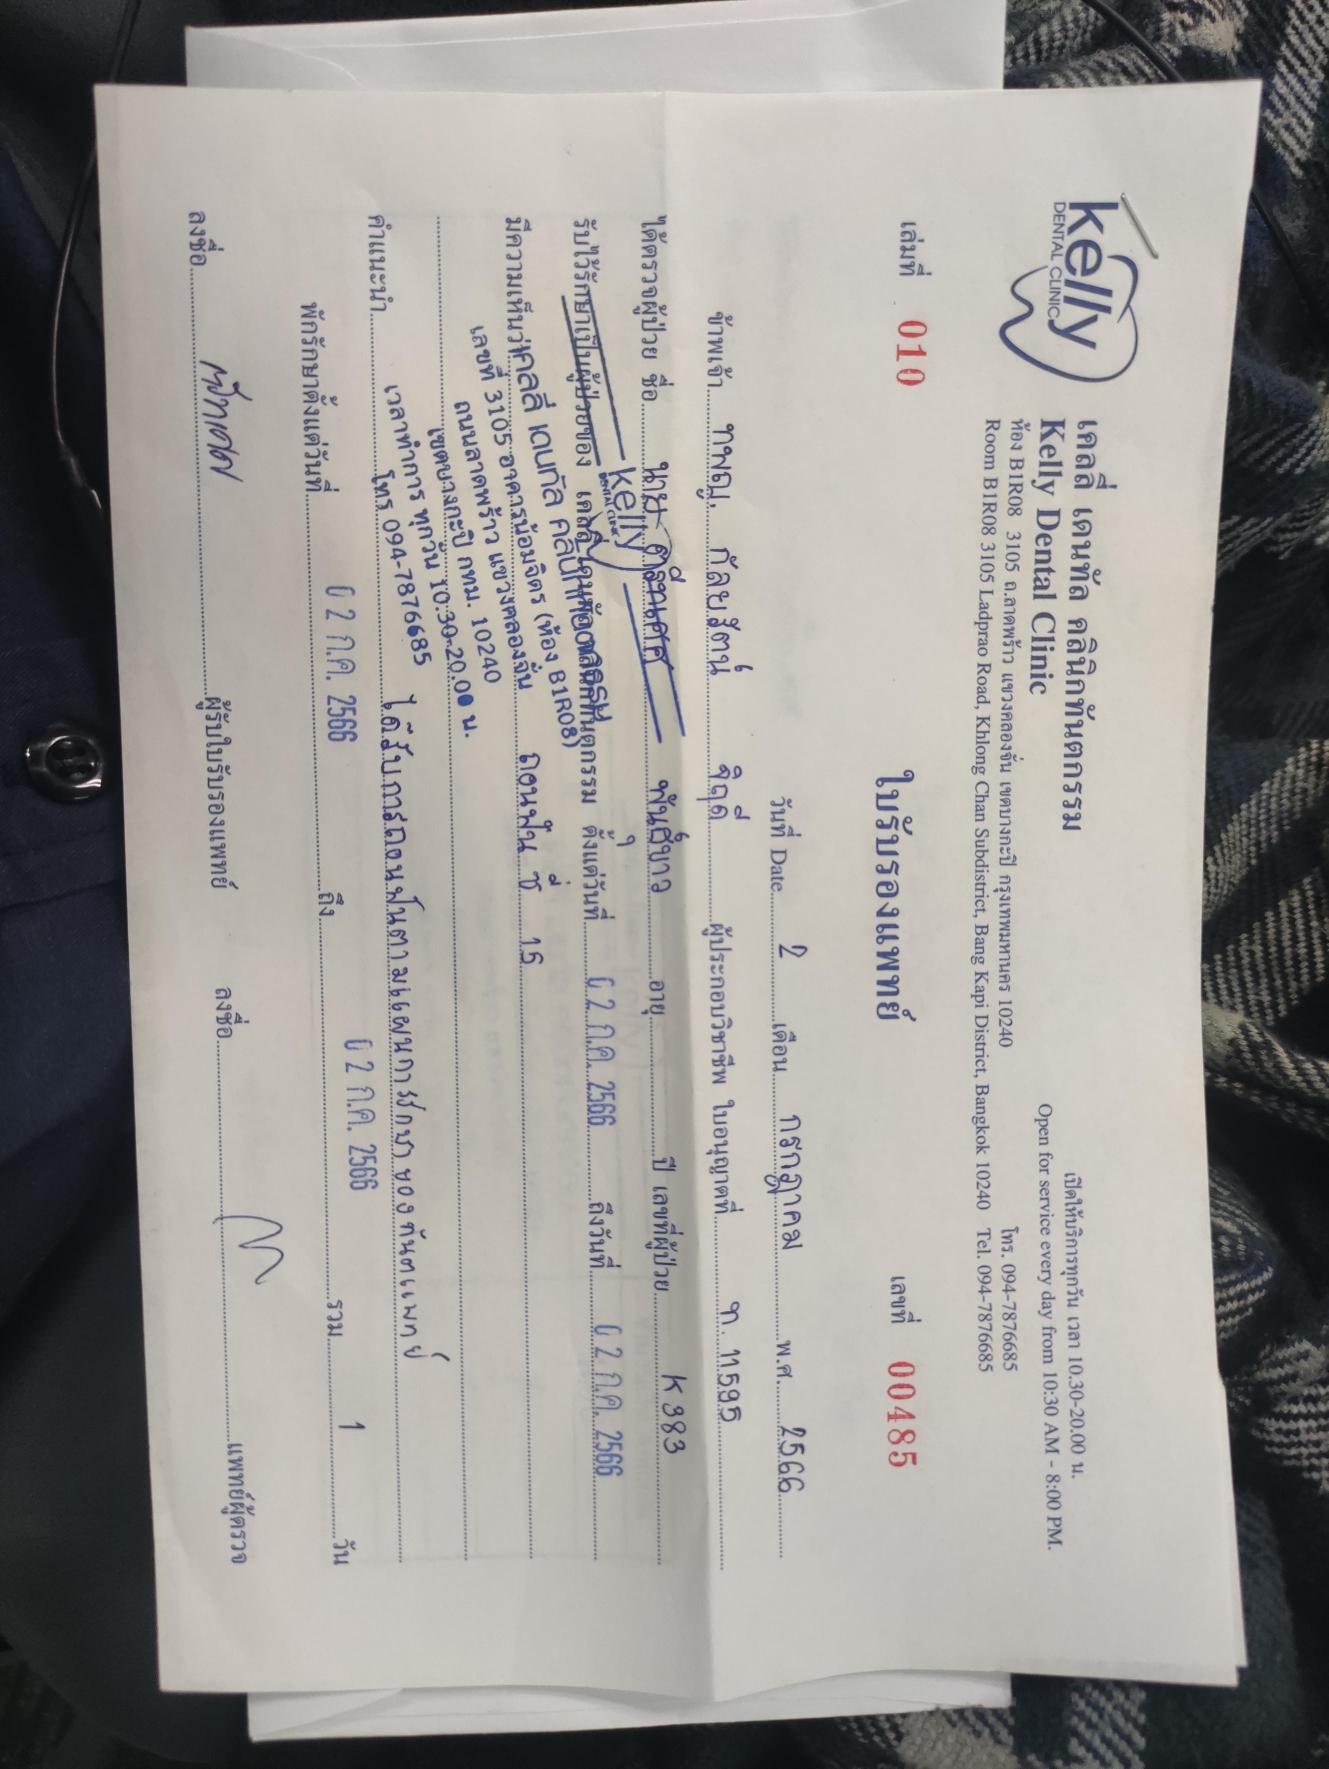 kelly
DENTAL CLINIC
เคลลี่ เดนทัล คลินิกทันตกรรม
Kelly Dental Clinic
ห้อง B1R08 3105 ถ.ลาดพร้าว แขวงคลองจั่น เขตบางกะปิ กรุงเทพมหานคร 10240 โทร. 094-7876685
Room B1R08 3105 Ladprao Road, Khlong Chan Subdistrict, Bang Kapi District, Bangkok 10240 Tel. 094-7876685
เปิดให้บริการทุกวัน เวลา 10.30-20.00 น.
Open for service every day from 10:30 AM - 8:00 PM.
เล่มที่ 010
ใบรับรองแพทย์
เลขที่ 00485
วันที่ Date 2 เดือน กรกฎาคม พ.ศ. 2566
ข้าพเจ้า ทพญ. กัลยรัตน์ จิฤดี ผู้ประกอบวิชาชีพ ใบอนุญาตที่ ท. 11595
ได้ตรวจผู้ป่วย ชื่อ นาย พันธ์ขาว อายุ ปี เลขที่ผู้ป่วย K383
รับไว้รักษาเป็นผู้ป่วยของ เคลลี่ เดนทัล คลินิกทันตกรรม ตั้งแต่วันที่ 02 ก.ค. 2566 ถึงวันที่ 02 ก.ค. 2566
มีความเห็นว่า ถอนฟัน ซี่ 15
kelly
DENTAL CLINIC
เคลลี่ เดนทัล คลินิกทันตกรรม
เลขที่ 3105 อาคารน้อมจิตร (ห้อง B1R08)
ถนนลาดพร้าว แขวงคลองจั่น
เขตบางกะปิ กทม. 10240
เวลาทำการ ทุกวัน 10.30-20.00 น.
โทร 094-7876685
คำแนะนำ ได้รับการถอนฟันตามแผนการรักษาของทันตแพทย์
พักรักษาตั้งแต่วันที่ 02 ก.ค. 2566 ถึง 02 ก.ค. 2566 รวม 1 วัน
ลงชื่อ ผู้รับใบรับรองแพทย์ ลงชื่อ แพทย์ผู้ตรวจ